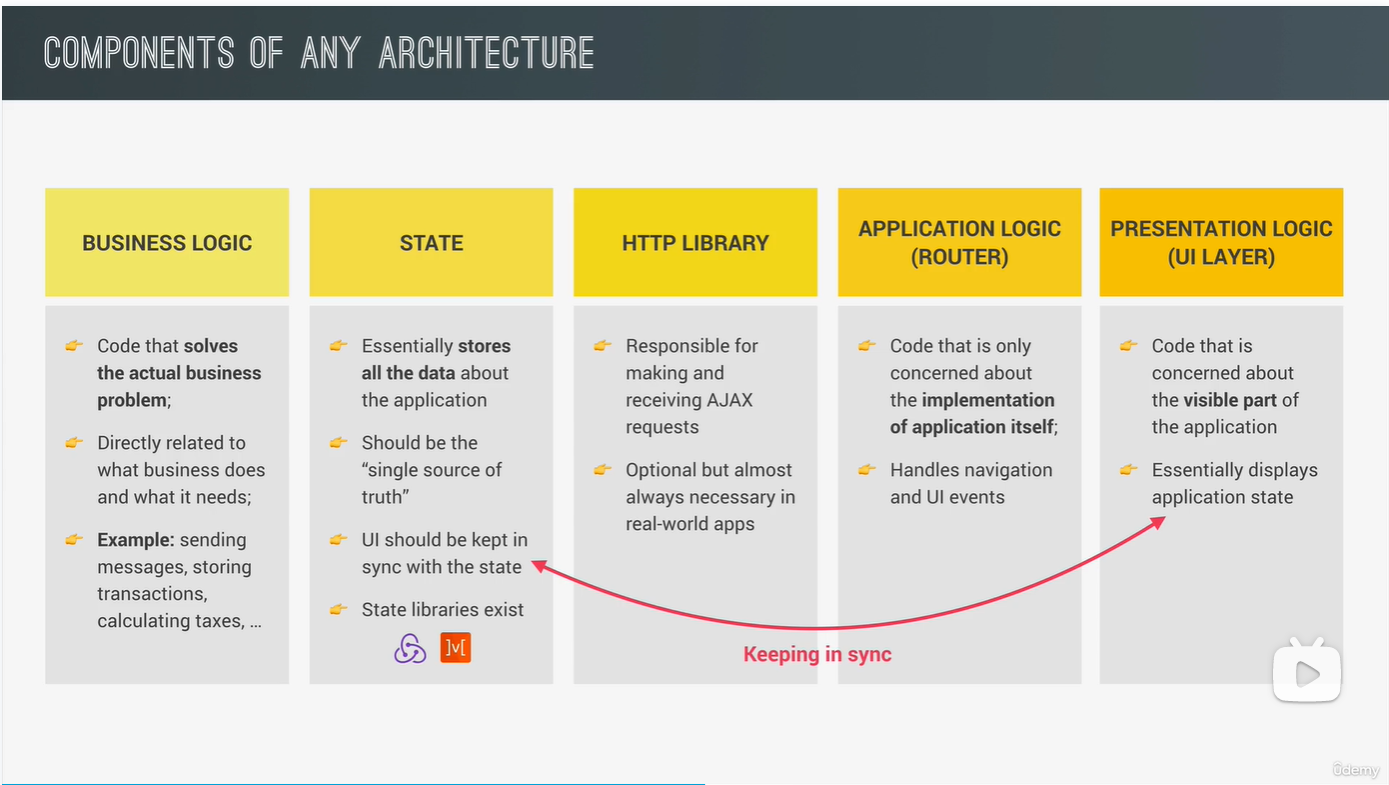 COMPONENTS OF ANY ARCHITECTURE
BUSINESS LOGIC
Code that solves
the actual business
problem;
Directly related to
what business does
and what it needs;
Example: sending
messages, storing
transactions,
calculating taxes, …
STATE
Essentially stores
all the data about
the application
Should be the
“single source of
truth”
UI should be kept in
sync with the state
State libraries exist
]v[
HTTP LIBRARY
Responsible for
making and
receiving AJAX
requests
Optional but almost
always necessary in
real-world apps
APPLICATION LOGIC
(ROUTER)
Code that is only
concerned about
the implementation
of application itself;
Handles navigation
and UI events
PRESENTATION LOGIC
(UI LAYER)
Code that is
concerned about
the visible part of
the application
Essentially displays
application state
Keeping in sync
ûdemy